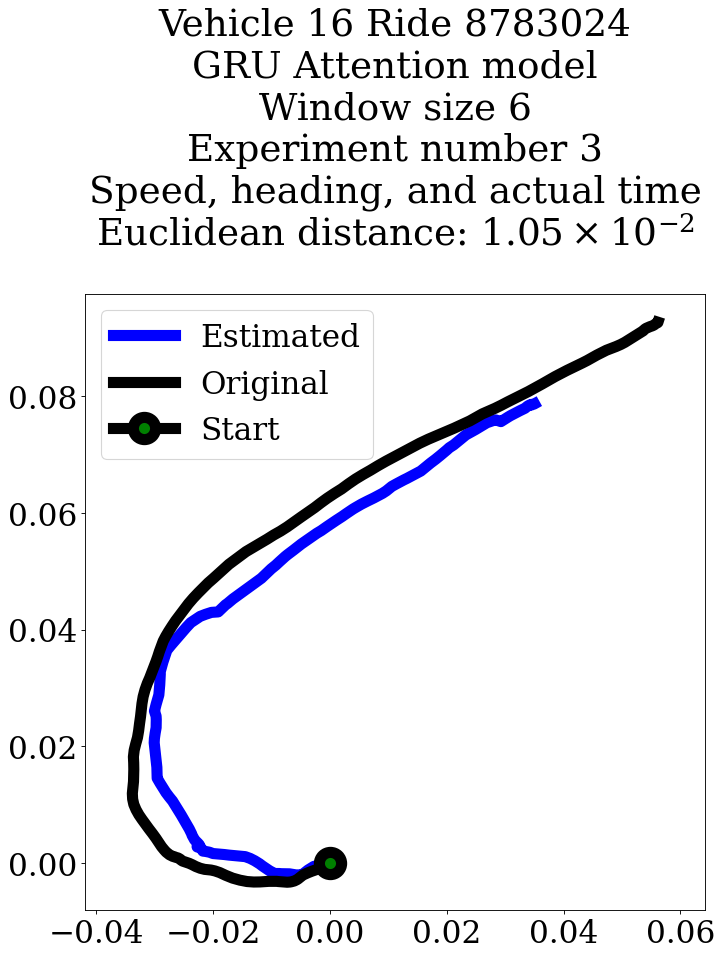 Vehicle 16 Ride 8783024
GRU Attention model
Window size 6
Experiment number 3
Speed, heading, and actual time
Euclidean distance: 1.05 × 10⁻²
Estimated
Original
Start
0.08
0.06
0.04
0.02
0.00
−0.04 −0.02 0.00 0.02 0.04 0.06